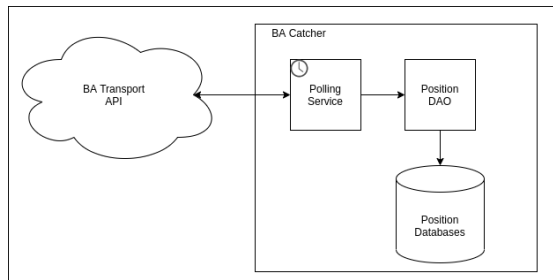 BA Catcher
BA Transport
API
Polling
Service
Position
DAO
Position
Databases